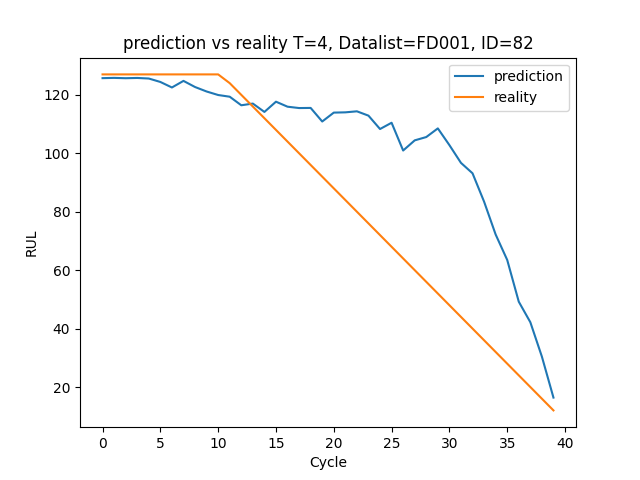 prediction vs reality T=4, Datalist=FD001, ID=82
prediction
reality
120
100
80
60
40
20
RUL
0 5 10 15 20 25 30 35 40
Cycle